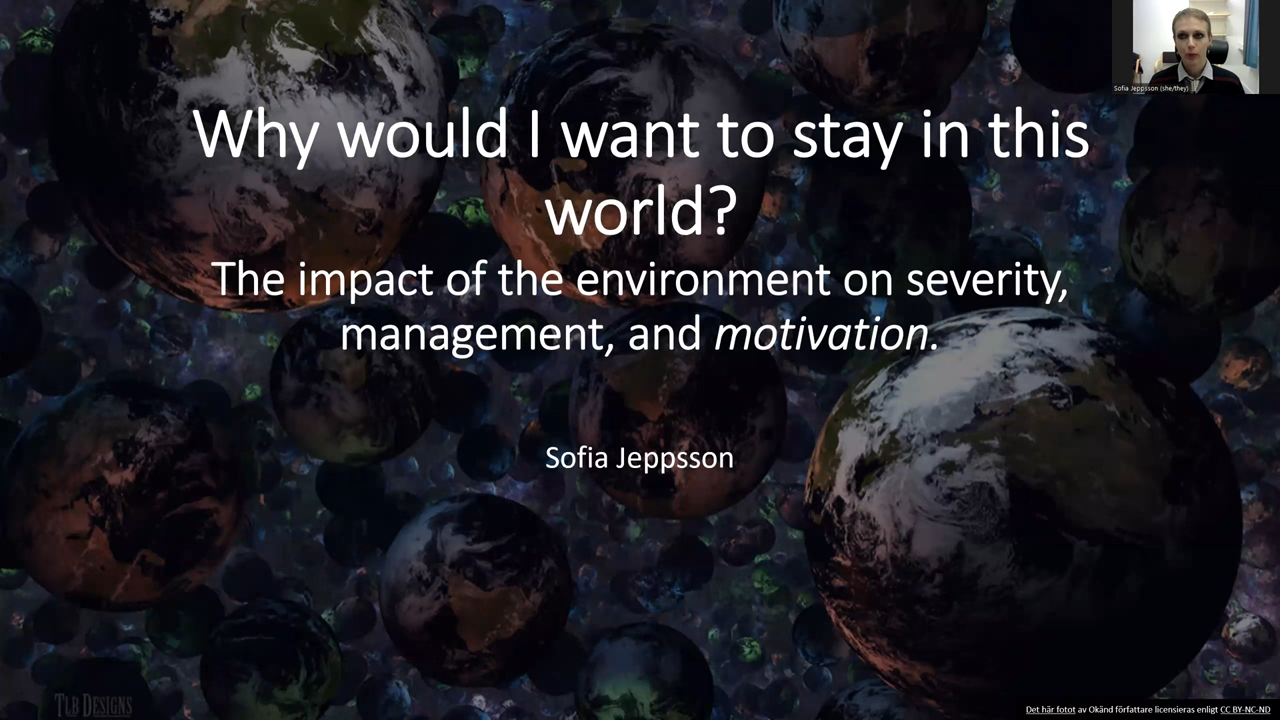 Sofia Jeppsson (she/they)
Why would I want to stay in this
world?
The impact of the environment on severity,
management, and motivation.
Sofia Jeppsson
TLB DESIGNS
Det här fotot av Okänd författare licensieras enligt CC BY-NC-ND